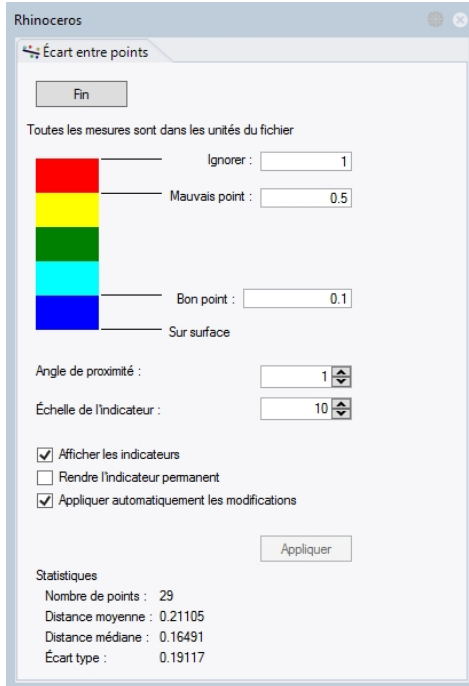 Rhinoceros
Écart entre points
Fin
Toutes les mesures sont dans les unités du fichier
Ignorer : 1
Mauvais point : 0.5
Bon point : 0.1
Sur surface
Angle de proximité : 1
Échelle de l'indicateur : 10
Afficher les indicateurs
Rendre l'indicateur permanent
Appliquer automatiquement les modifications
Appliquer
Statistiques
Nombre de points : 29
Distance moyenne : 0.21105
Distance médiane : 0.16491
Écart type : 0.19117